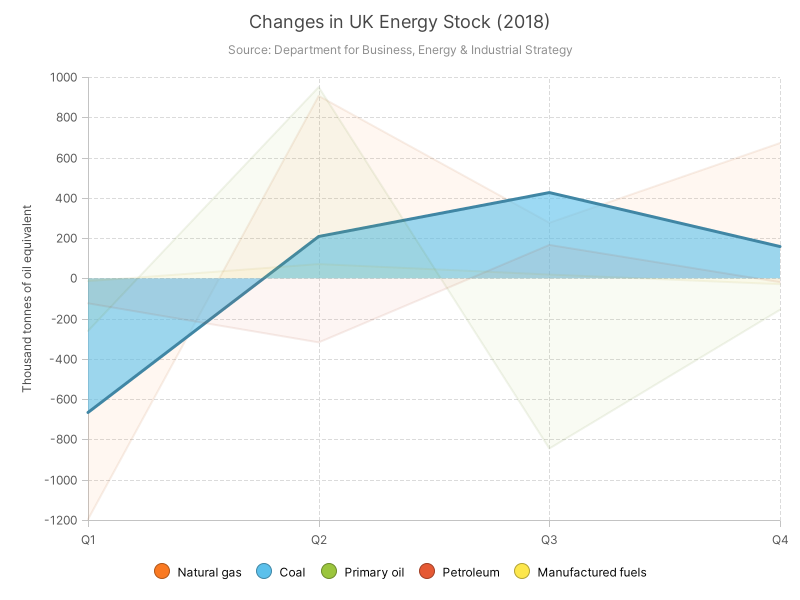 Changes in UK Energy Stock (2018)
Source: Department for Business, Energy & Industrial Strategy
Thousand tonnes of oil equivalent
1000
800
600
400
200
0
-200
-400
-600
-800
-1000
-1200
Q1 Q2 Q3 Q4
Natural gas Coal Primary oil Petroleum Manufactured fuels